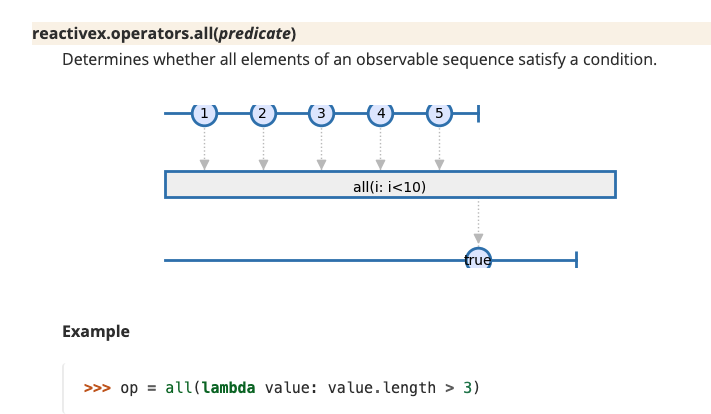 reactivex.operators.all(predicate)
Determines whether all elements of an observable sequence satisfy a condition.
1 2 3 4 5
all(i: i<10)
true
Example
>>> op = all(lambda value: value.length > 3)